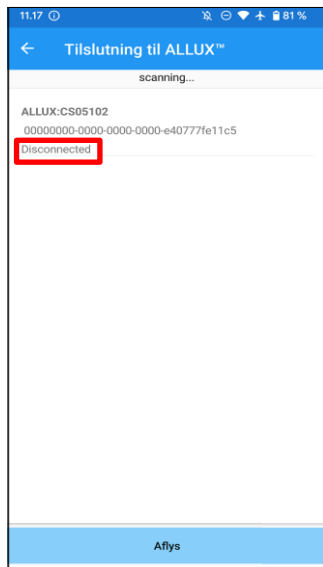 11.17 81 %
Tilslutning til ALLUX™
scanning...
ALLUX:CS05102
00000000-0000-0000-0000-e40777fe11c5
Disconnected
Aflys